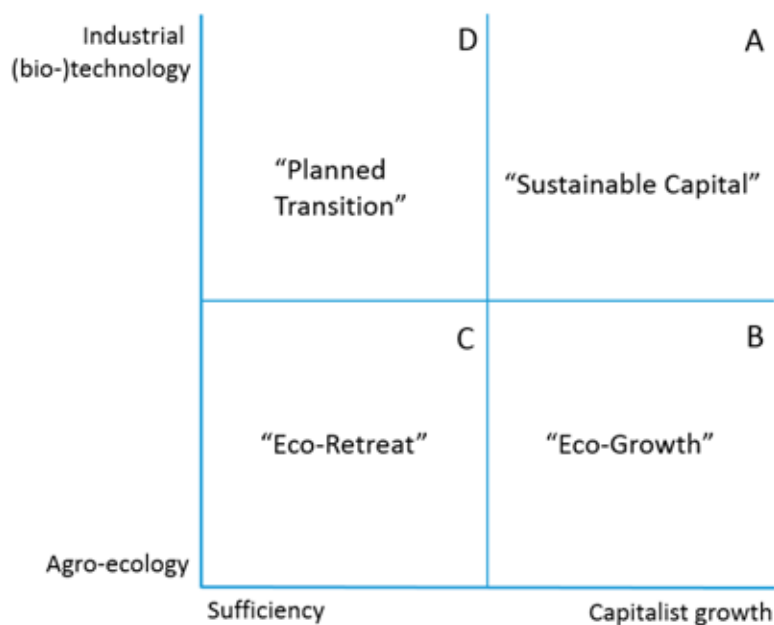 Industrial
(bio-)technology
D
A
“Planned
Transition”
“Sustainable Capital”
C
B
“Eco-Retreat”
“Eco-Growth”
Agro-ecology
Sufficiency
Capitalist growth